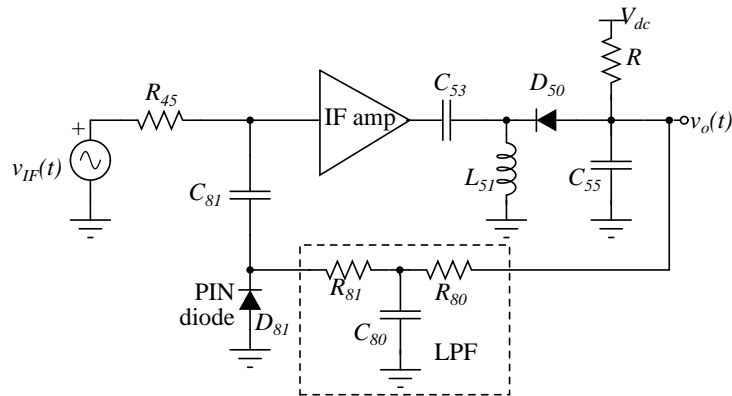 V_dc
R
R_45
C_53
D_50
IF amp
+
v_IF(t)
v_o(t)
L_51
C_55
C_81
R_81
R_80
PIN
diode
D_81
C_80
LPF